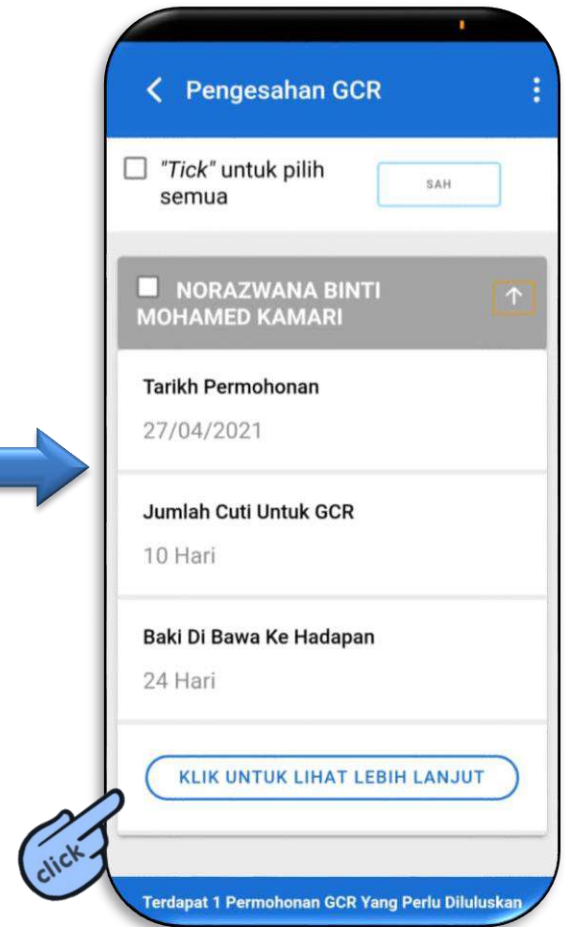 Pengesahan GCR
"Tick" untuk pilih
semua
SAH
NORAZWANA BINTI
MOHAMED KAMARI
Tarikh Permohonan
27/04/2021
Jumlah Cuti Untuk GCR
10 Hari
Baki Di Bawa Ke Hadapan
24 Hari
KLIK UNTUK LIHAT LEBIH LANJUT
click
Terdapat 1 Permohonan GCR Yang Perlu Diluluskan